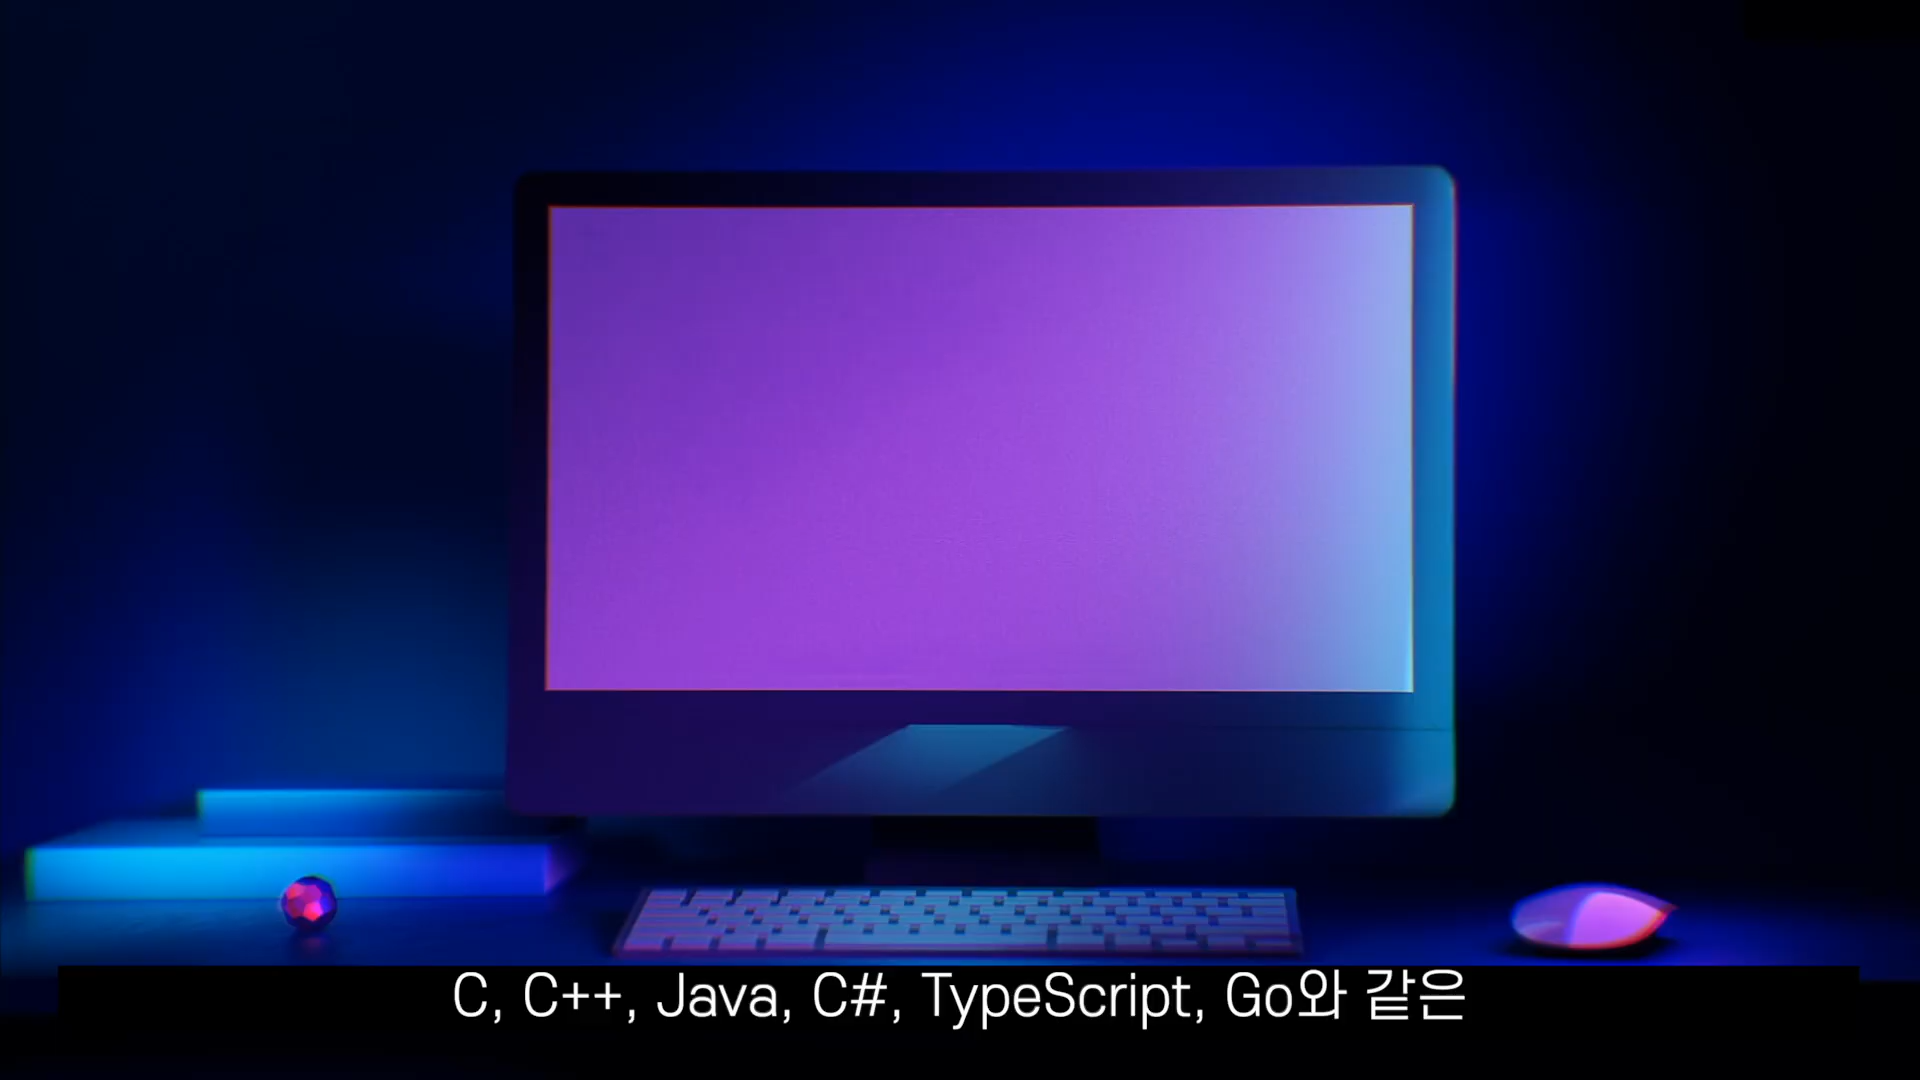 C, C++, Java, C#, TypeScript, Go와 같은